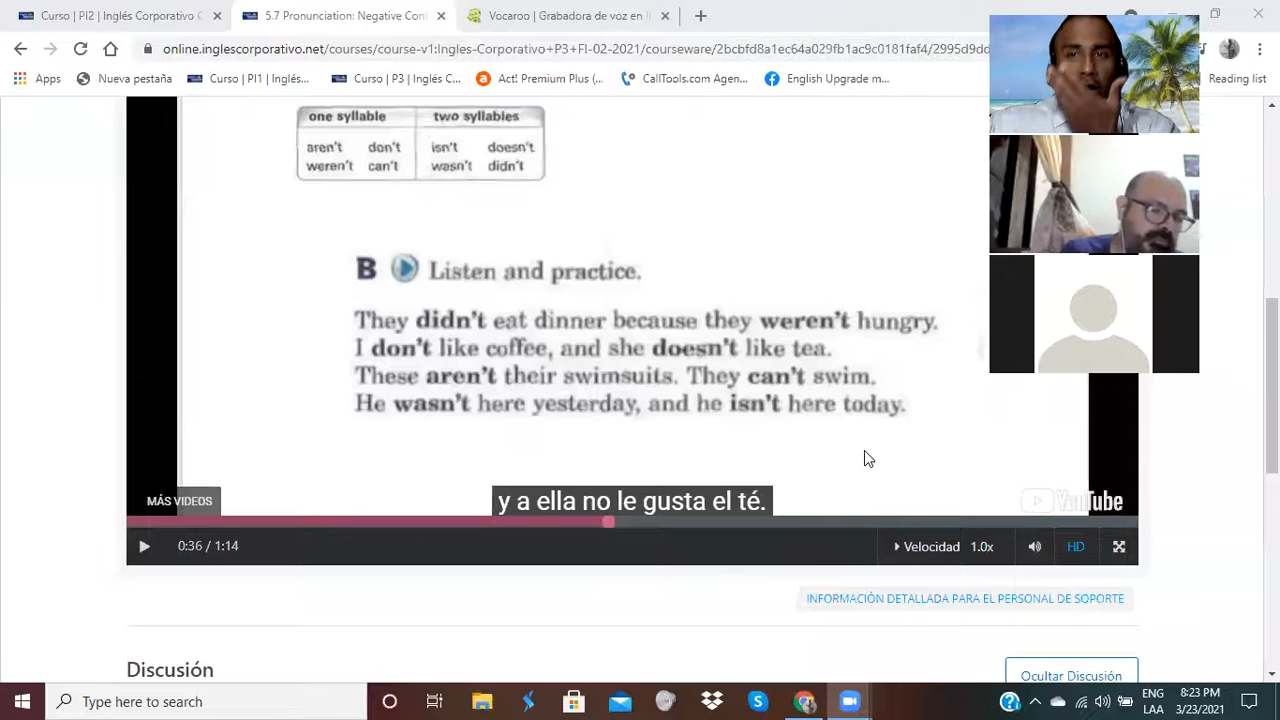 Curso | PI2 | Inglés Corporativo C
5.7 Pronunciation: Negative Cont
Vocaroo | Grabadora de voz en l
online.inglescorporativo.net/courses/course-v1:Ingles-Corporativo+P3+FI-02-2021/courseware/2bcbfd8a1ec64a029fb1ac9c0181faf4/2995d9dd
Apps
Nueva pestaña
Curso | PI1 | Inglés...
Curso | P3 | Inglés C...
Act! Premium Plus (...
CallTools.com Agen...
English Upgrade m...
Reading list
one syllable two syllables
aren't don't isn't doesn't
weren't can't wasn't didn't
B Listen and practice.
They didn't eat dinner because they weren't hungry.
I don't like coffee, and she doesn't like tea.
These aren't their swimsuits. They can't swim.
He wasn't here yesterday, and he isn't here today.
MÁS VIDEOS
y a ella no le gusta el té.
YouTube
0:36 / 1:14
Velocidad 1.0x
HD
INFORMACIÓN DETALLADA PARA EL PERSONAL DE SOPORTE
Discusión
Ocultar Discusión
Type here to search
ENG
LAA
8:23 PM
3/23/2021